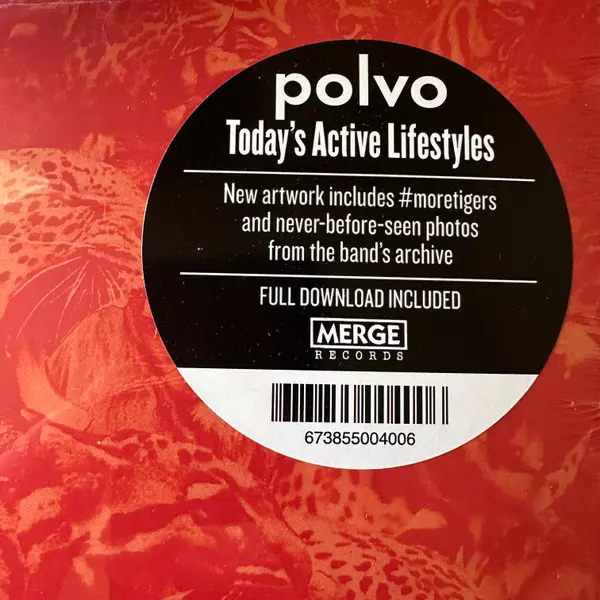 polvo
Today's Active Lifestyles
New artwork includes #moretigers
and never-before-seen photos
from the band's archive
FULL DOWNLOAD INCLUDED
MERGE
RECORDS
673855004006